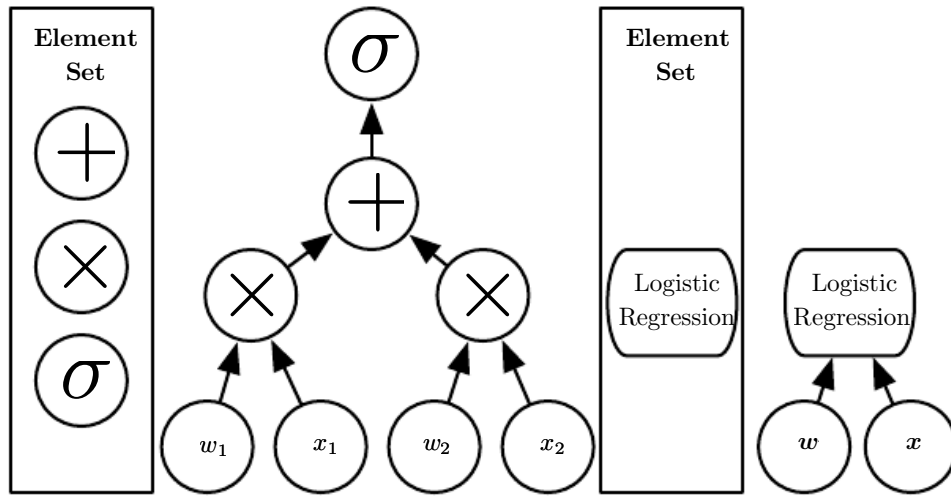 Element
Set
+
×
σ
σ
+
×
×
w₁
x₁
w₂
x₂
Element
Set
Logistic
Regression
Logistic
Regression
w
x